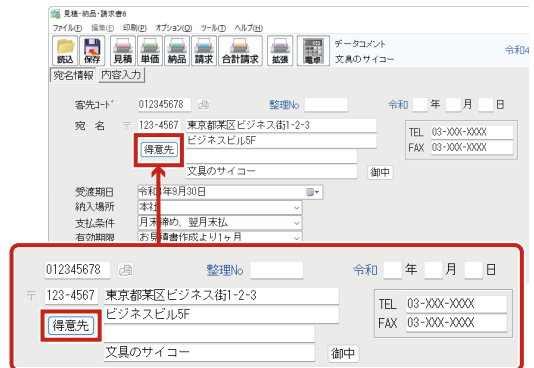 見積・納品・請求書8
ファイル(F) 編集(E) 印刷(P) オプション(O) ツール(T) ヘルプ(H)
読込 保存 見積 単価 納品 請求 合計請求 拡張 電卓 データコメント
文具のサイコー
令和4
宛名情報 内容入力
客先コード 012345678 整理No 令和 年 月 日
宛 名 〒 123-4567 東京都某区ビジネス街1-2-3
TEL 03-XXX-XXXX
得意先 ビジネスビル5F
FAX 03-XXX-XXXX
文具のサイコー 御中
受渡期日 令和4年9月30日
納入場所 本社
支払条件 月末締め、翌月末払
有効期限 お見積書作成より1ヶ月
012345678 整理No 令和 年 月 日
〒 123-4567 東京都某区ビジネス街1-2-3
TEL 03-XXX-XXXX
得意先 ビジネスビル5F
FAX 03-XXX-XXXX
文具のサイコー 御中